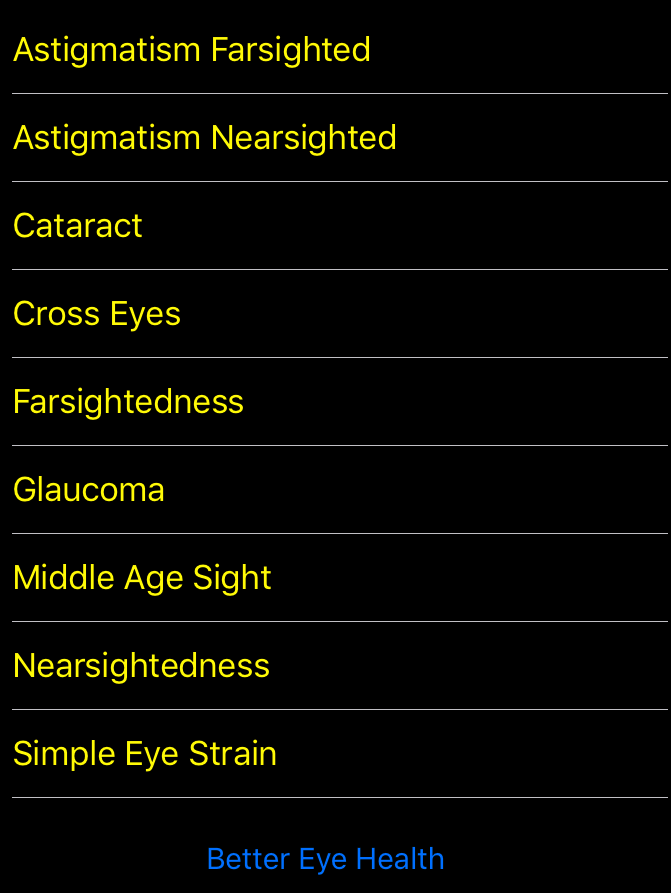 Astigmatism Farsighted
Astigmatism Nearsighted
Cataract
Cross Eyes
Farsightedness
Glaucoma
Middle Age Sight
Nearsightedness
Simple Eye Strain
Better Eye Health